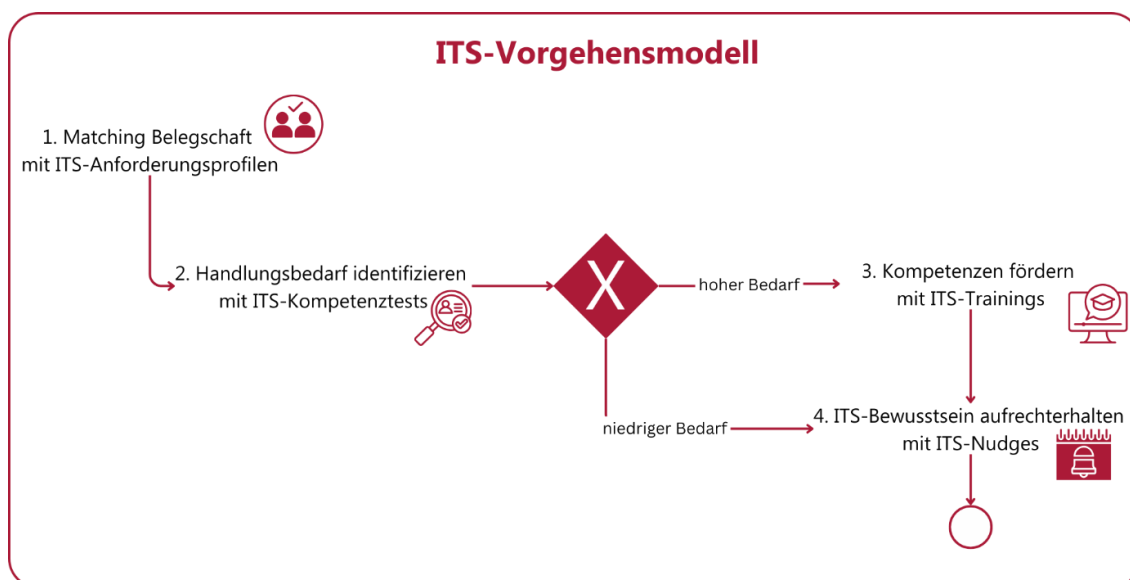 ITS-Vorgehensmodell
1. Matching Belegschaft
mit ITS-Anforderungsprofilen
2. Handlungsbedarf identifizieren
mit ITS-Kompetenztests
X
hoher Bedarf
3. Kompetenzen fördern
mit ITS-Trainings
niedriger Bedarf
4. ITS-Bewusstsein aufrechterhalten
mit ITS-Nudges